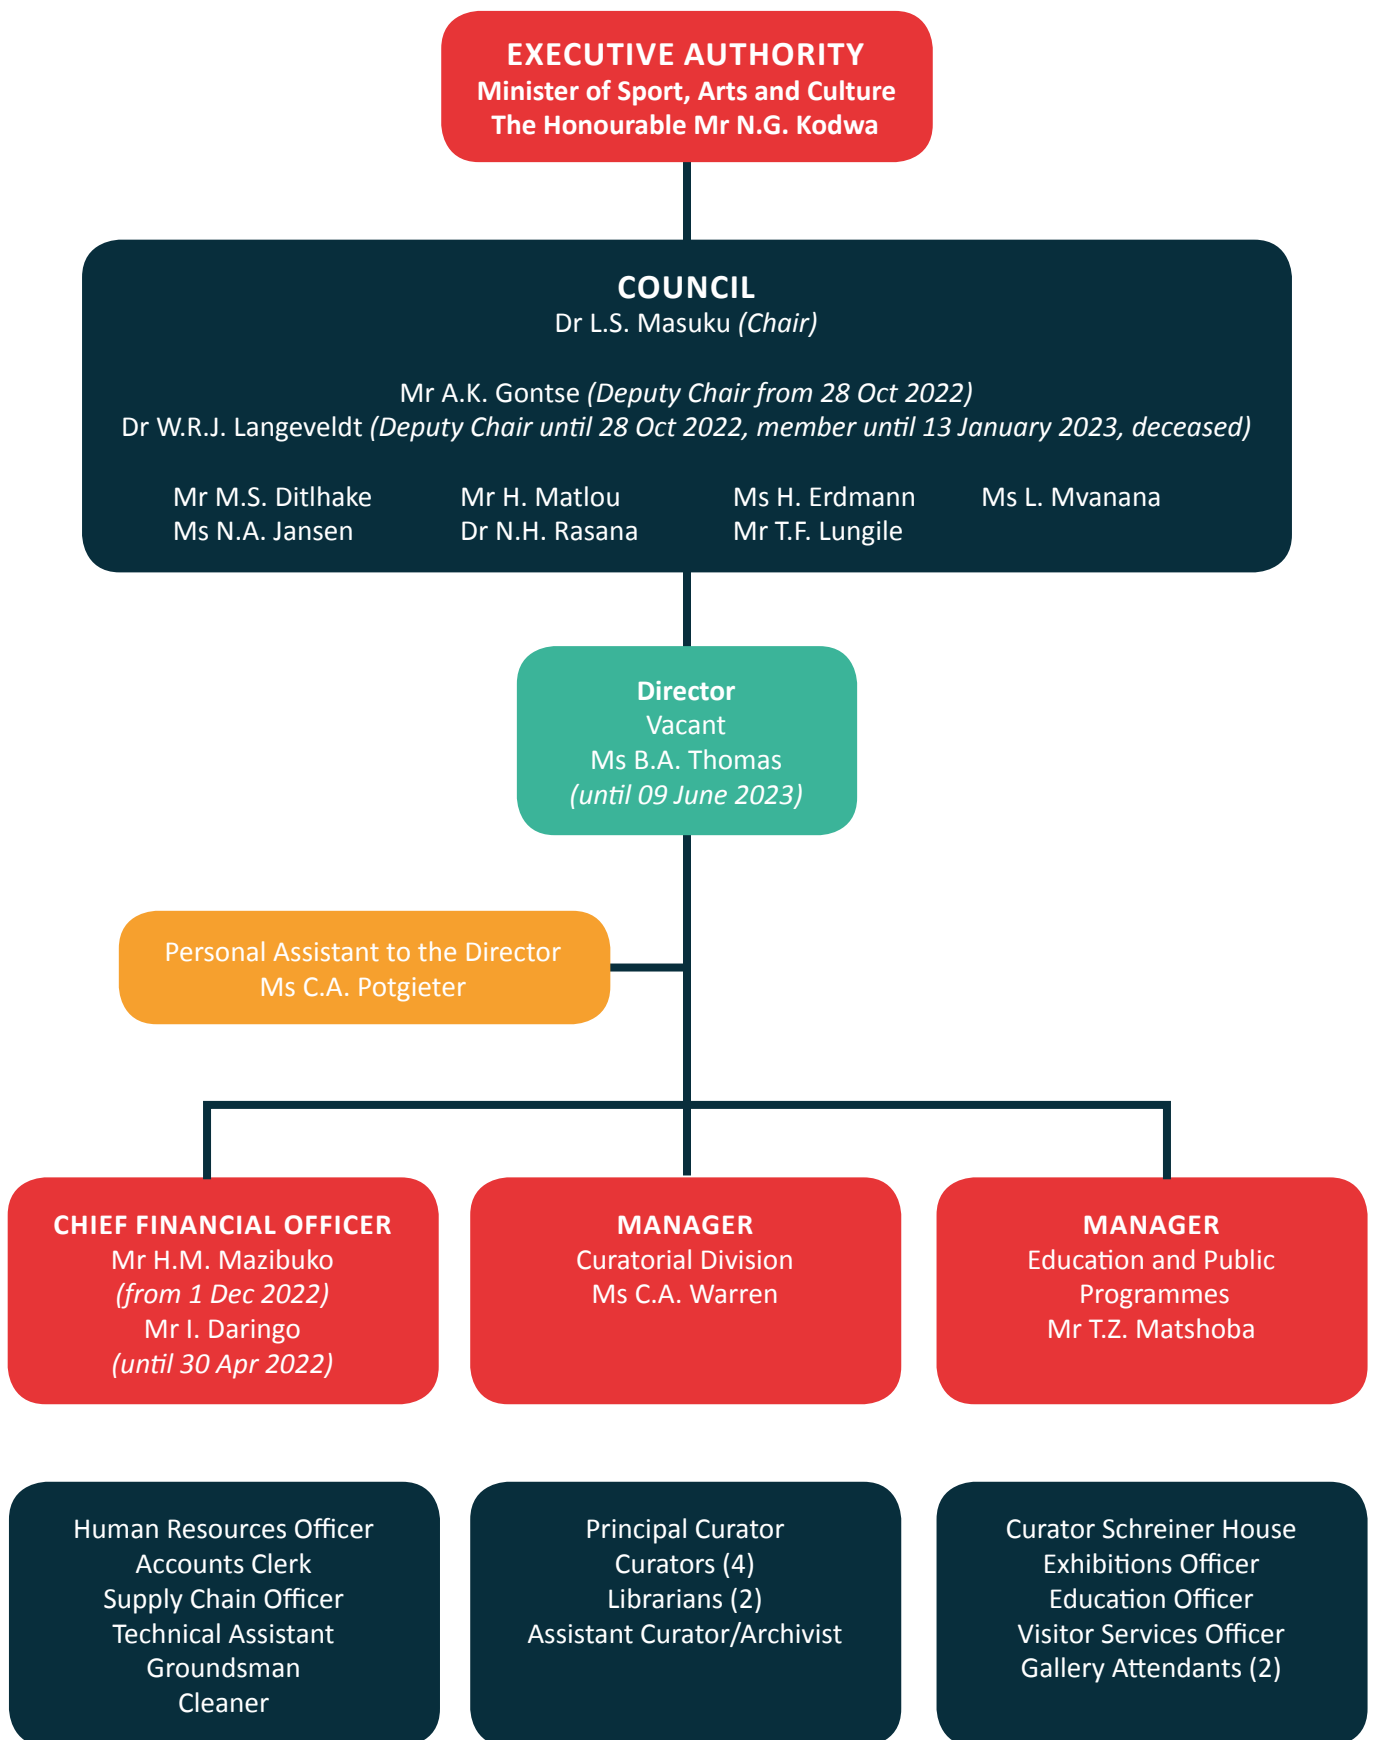 EXECUTIVE AUTHORITY
Minister of Sport, Arts and Culture
The Honourable Mr N.G. Kodwa
COUNCIL
Dr L.S. Masuku (Chair)
Mr A.K. Gontse (Deputy Chair from 28 Oct 2022)
Dr W.R.J. Langeveldt (Deputy Chair until 28 Oct 2022, member until 13 January 2023, deceased)
Mr M.S. Ditlhake Mr H. Matlou Ms H. Erdmann Ms L. Mvanana
Ms N.A. Jansen Dr N.H. Rasana Mr T.F. Lungile
Director
Vacant
Ms B.A. Thomas
(until 09 June 2023)
Personal Assistant to the Director
Ms C.A. Potgieter
CHIEF FINANCIAL OFFICER
Mr H.M. Mazibuko
(from 1 Dec 2022)
Mr I. Daringo
(until 30 Apr 2022)
MANAGER
Curatorial Division
Ms C.A. Warren
MANAGER
Education and Public
Programmes
Mr T.Z. Matshoba
Human Resources Officer
Accounts Clerk
Supply Chain Officer
Technical Assistant
Groundsman
Cleaner
Principal Curator
Curators (4)
Librarians (2)
Assistant Curator/Archivist
Curator Schreiner House
Exhibitions Officer
Education Officer
Visitor Services Officer
Gallery Attendants (2)